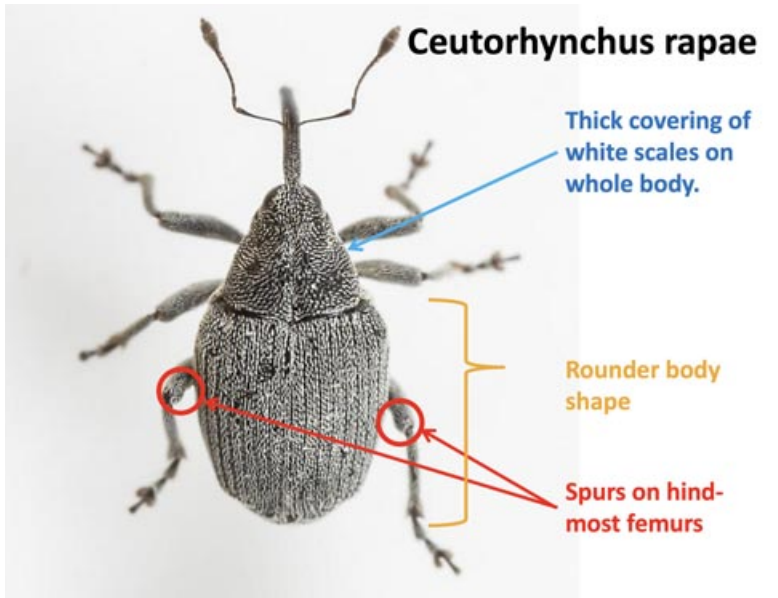 Ceutorhynchus rapae
Thick covering of
white scales on
whole body.
Rounder body
shape
Spurs on hind-
most femurs